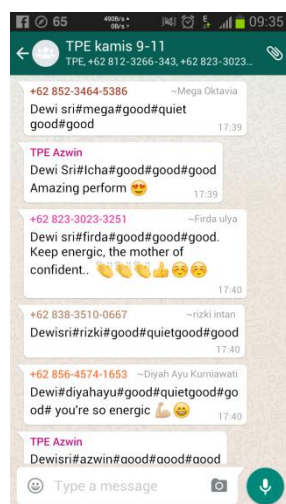 65
490B/s
0B/s
09:35
TPE kamis 9-11
TPE, +62 812-3266-343, +62 823-3023...
+62 852-3464-5386 ~Mega Oktavia
Dewi sri#mega#good#quiet
good#good
17:39
TPE Azwin
Dewi Sri#Icha#good#good#good
Amazing perform 😍
17:39
+62 823-3023-3251 ~Firda ulya
Dewi sri#firda#good#good#good.
Keep energic, the mother of
confident.. 👏👏👏👍☺☺
17:40
+62 838-3510-0667 ~rizki intan
Dewisri#rizki#good#quietgood#good
17:40
+62 856-4574-1653 ~Diyah Ayu Kurniawati
Dewi#diyahayu#good#quietgood#go
od# you're so energic 💪😄
17:40
TPE Azwin
Dewisri#azwin#good#good#good
Type a message